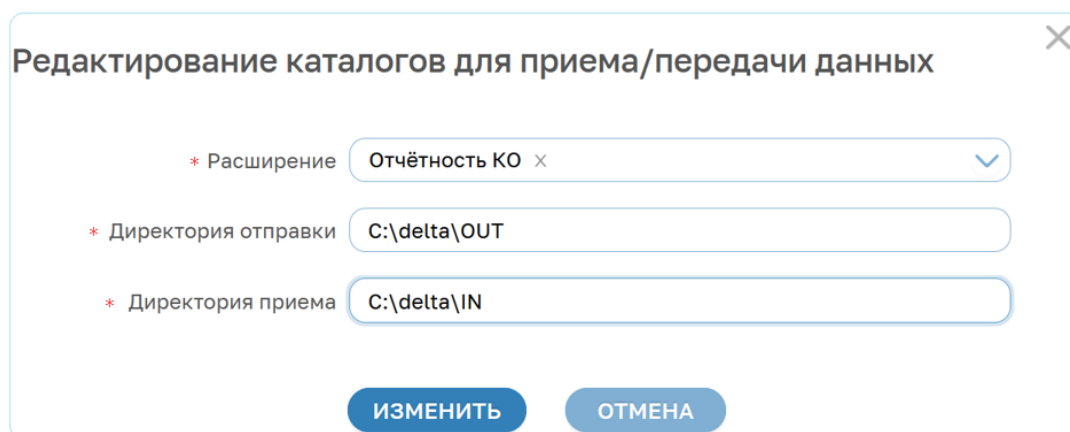 Редактирование каталогов для приема/передачи данных
* Расширение Отчётность КО ×
* Директория отправки C:\delta\OUT
* Директория приема C:\delta\IN
ИЗМЕНИТЬ ОТМЕНА